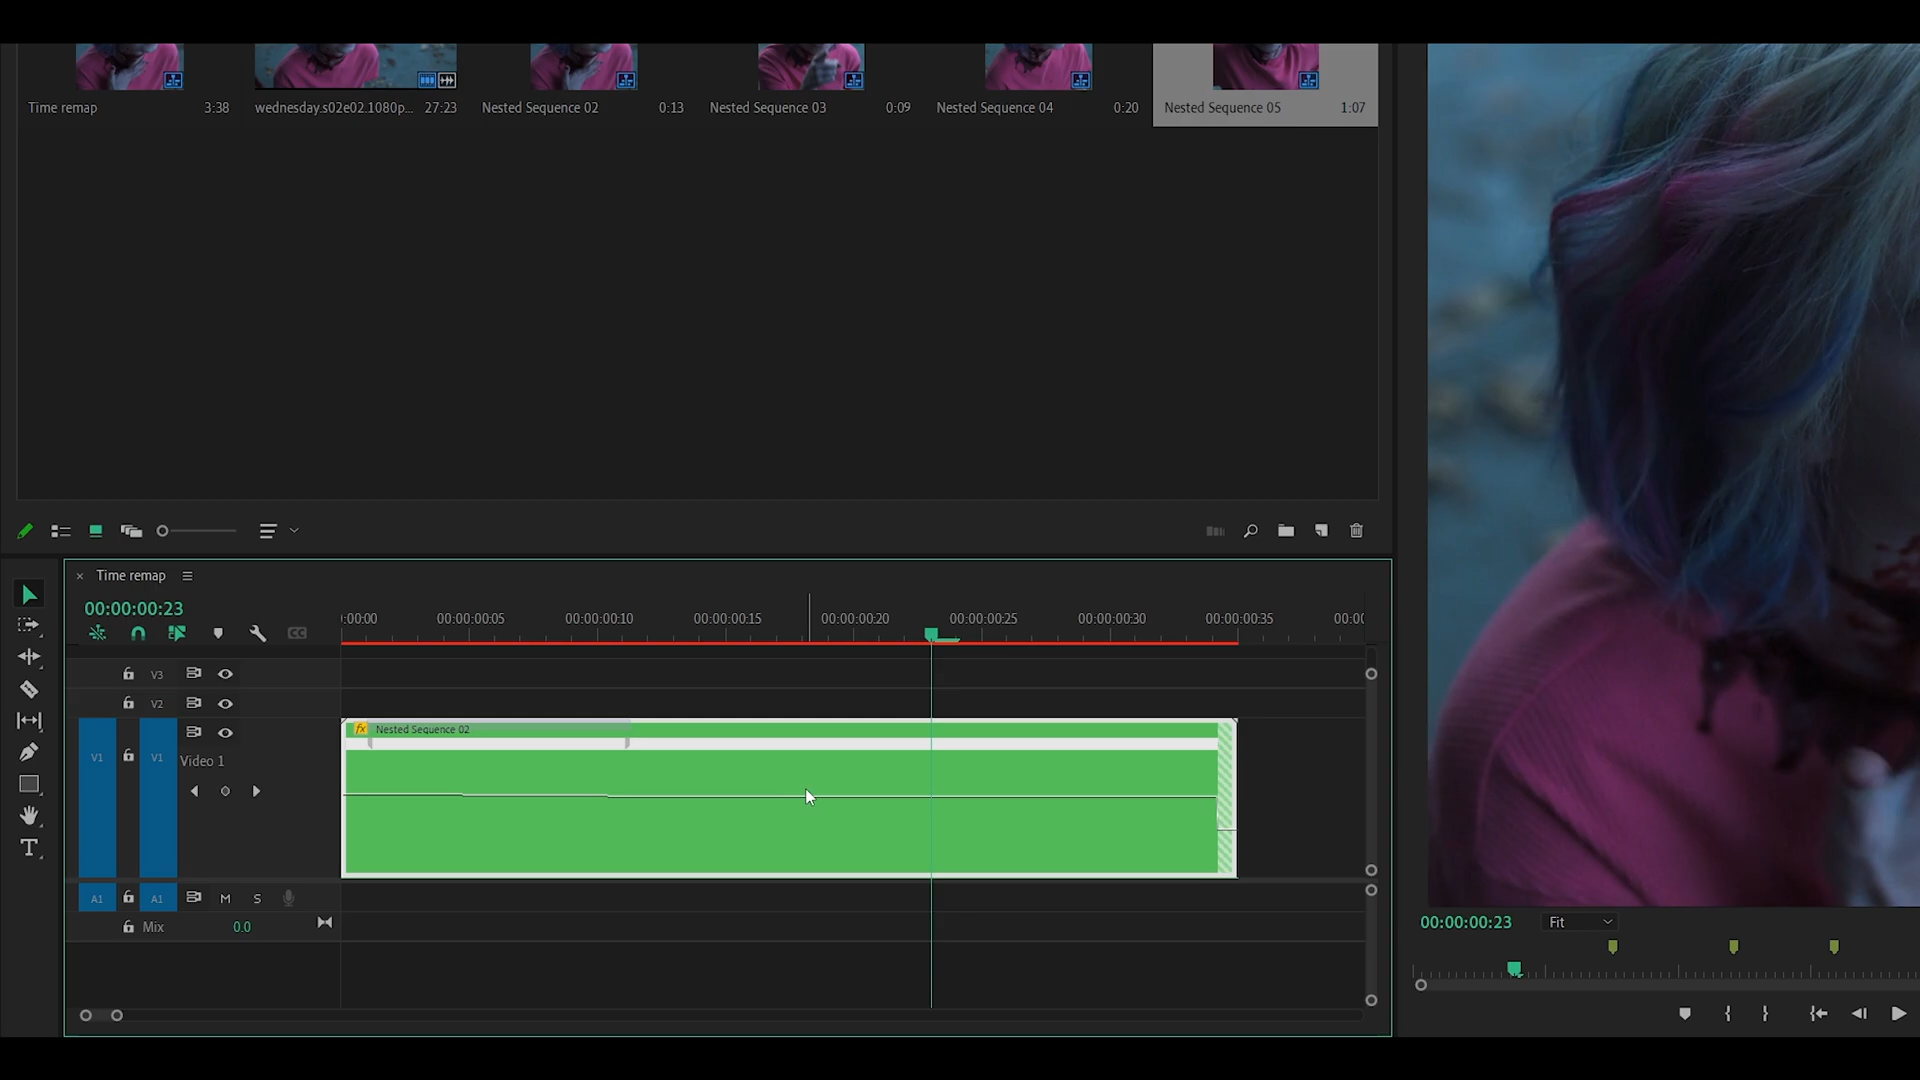 Time remap 3:38
wednesday.s02e02.1080p... 27:23
Nested Sequence 02 0:13
Nested Sequence 03 0:09
Nested Sequence 04 0:20
Nested Sequence 05 1:07
Time remap
00:00:00:23
:00:00 00:00:00:05 00:00:00:10 00:00:00:15 00:00:00:20 00:00:00:25 00:00:00:30 00:00:00:35 00:0
CC
V3
V2
fx Nested Sequence 02
V1 V1 Video 1
A1 A1 M S
Mix 0.0
T
00:00:00:23 Fit